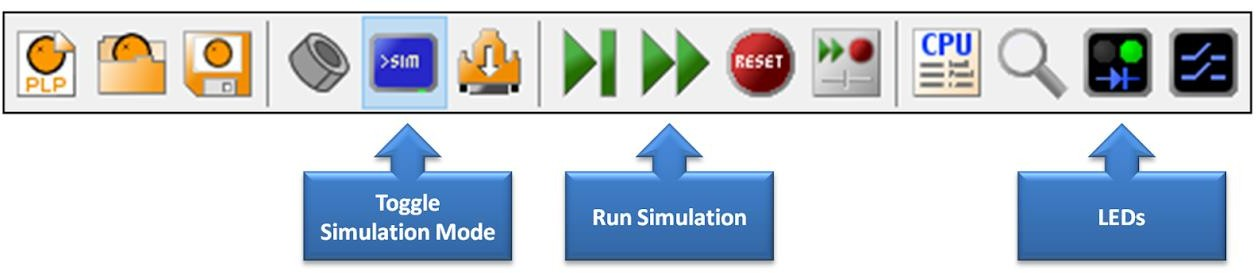 PLP
>SIM
RESET
CPU
Toggle
Simulation Mode
Run Simulation
LEDs